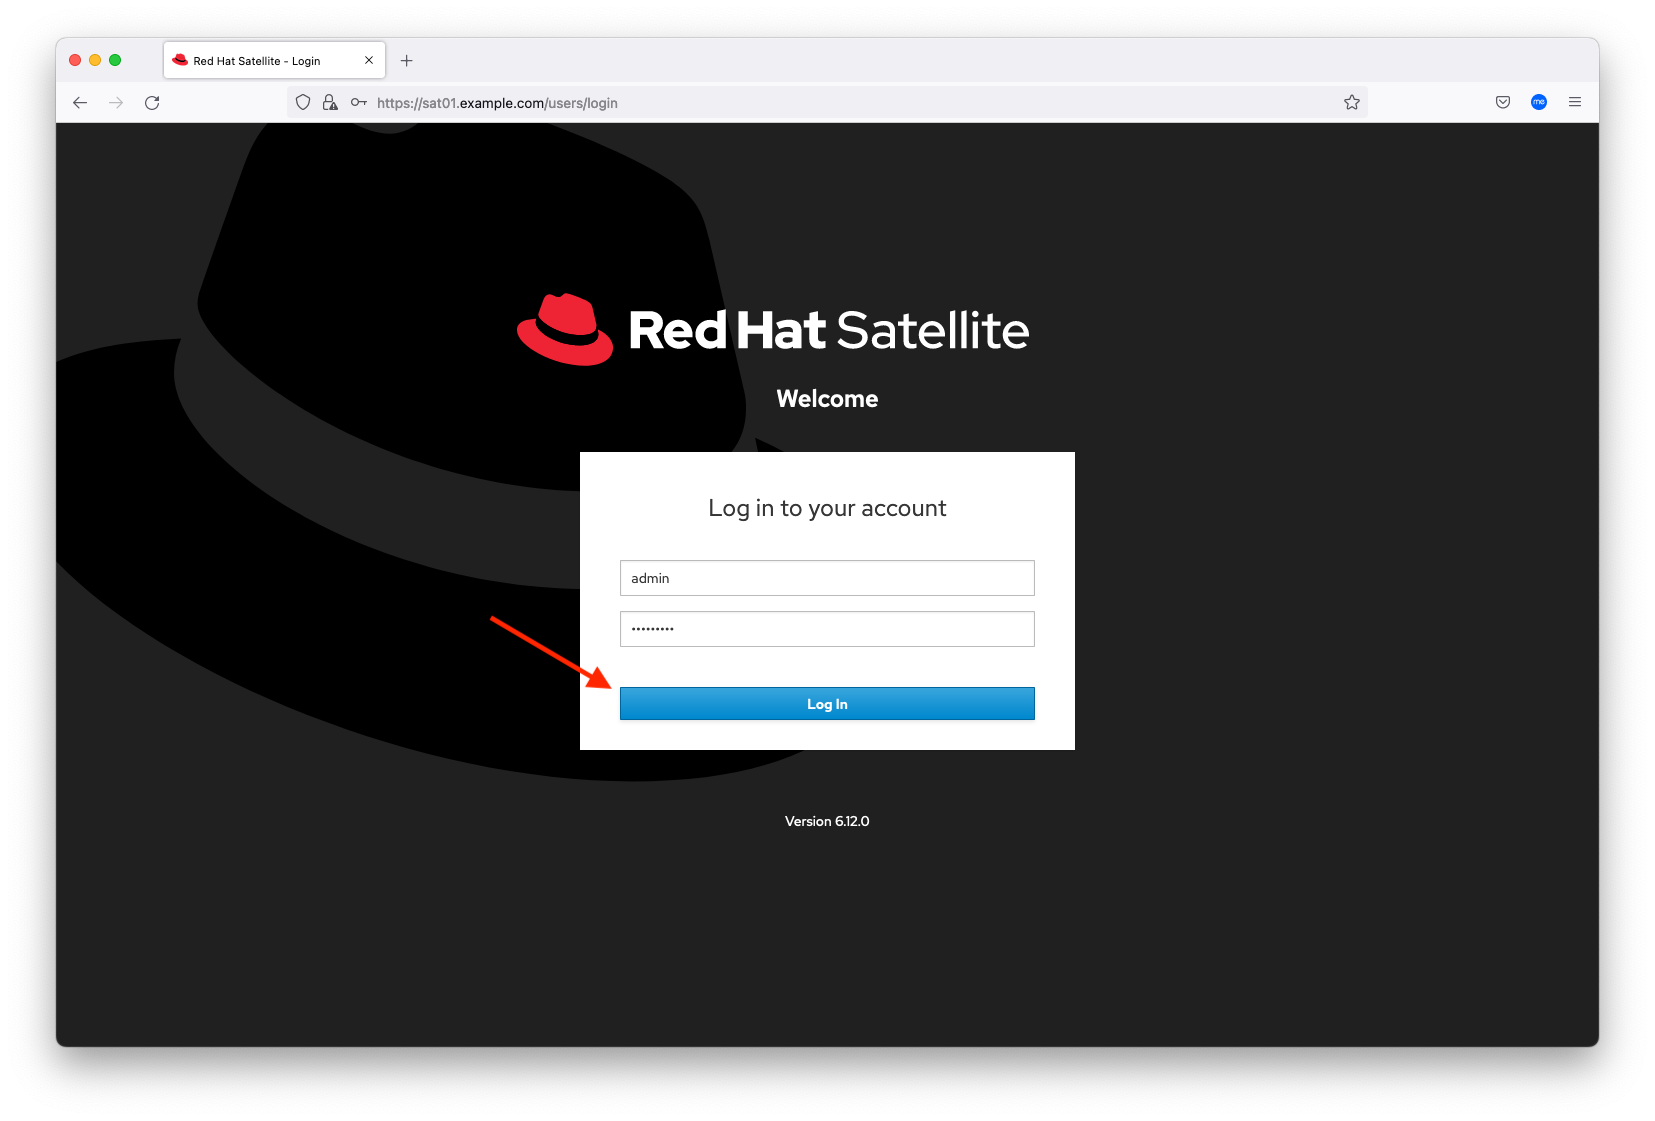 Red Hat Satellite - Login
https://sat01.example.com/users/login
me
Red Hat Satellite
Welcome
Log in to your account
admin
•••••••••
Log In
Version 6.12.0